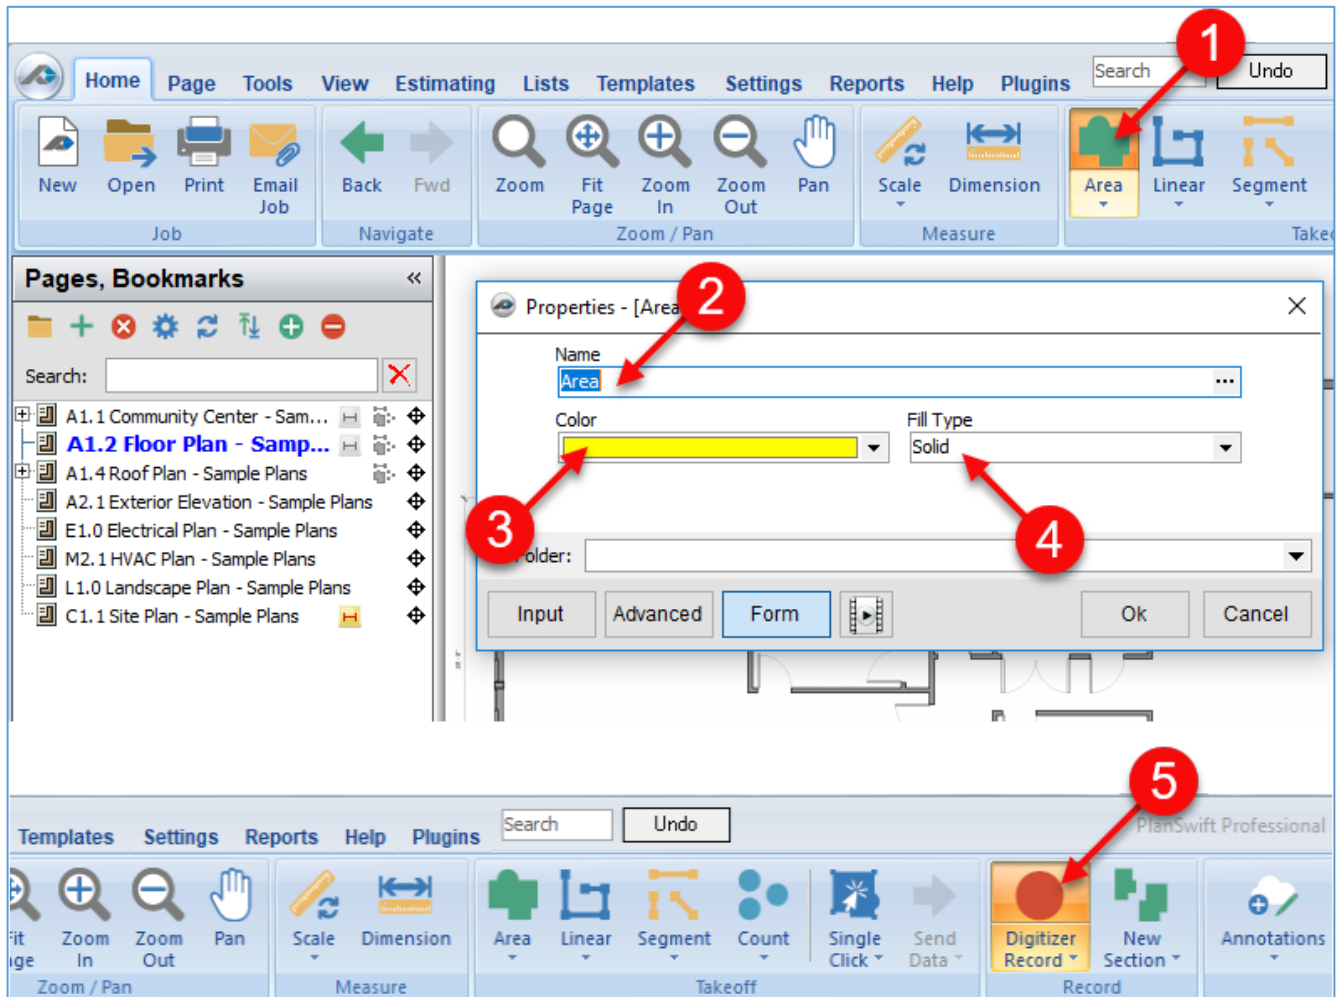 1
Home Page Tools View Estimating Lists Templates Settings Reports Help Plugins Search Undo
New Open Print Email Job Back Fwd Zoom Fit Page Zoom In Zoom Out Pan Scale Dimension Area Linear Segment
Job Navigate Zoom / Pan Measure
Pages, Bookmarks «
Search:
A1.1 Community Center - Sam...
A1.2 Floor Plan - Samp...
A1.4 Roof Plan - Sample Plans
A2.1 Exterior Elevation - Sample Plans
E1.0 Electrical Plan - Sample Plans
M2.1 HVAC Plan - Sample Plans
L1.0 Landscape Plan - Sample Plans
C1.1 Site Plan - Sample Plans
2
Properties - [Area
Name
Area ...
Color Fill Type
Solid
3
4
Input Advanced Form Ok Cancel
5
Templates Settings Reports Help Plugins Search Undo PlanSwift Professional
Zoom In Zoom Out Pan Scale Dimension Area Linear Segment Count Single Click Send Data Digitizer Record New Section Annotations
Zoom / Pan Measure Takeoff Record